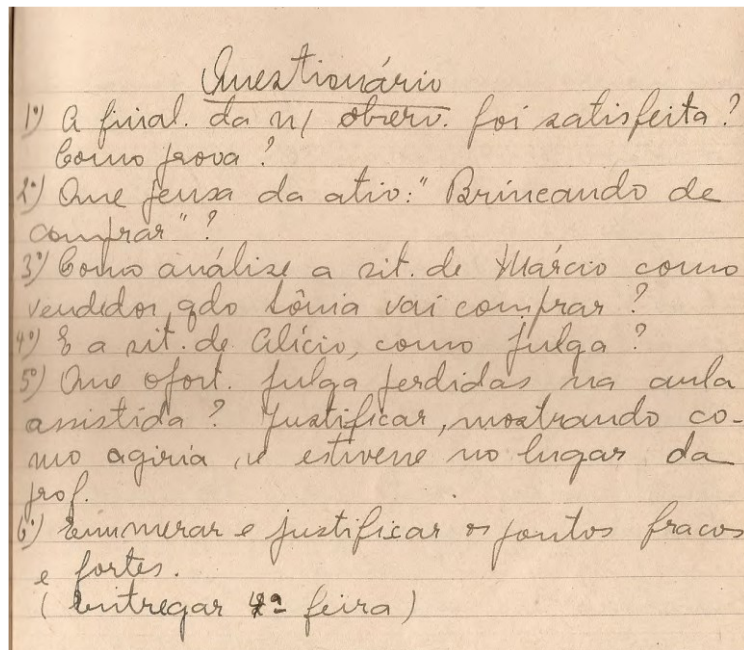 Questionário
1º) A final. da n/ observ. foi satisfeita?
Como prova?
2º) Que pensa da ativ: "Brincando de
comprar"?
3º) Como análise a sit. de Márcio como
vendedor, qdo Sônia vai comprar?
4º) E a sit. de Alício, como julga?
5º) Que oport. julga perdidas na aula
assistida? Justificar, mostrando co-
mo agiria, se estivesse no lugar da
prof.
6º) Enumerar e justificar os pontos fracos
e fortes.
(Entregar 4ª feira)